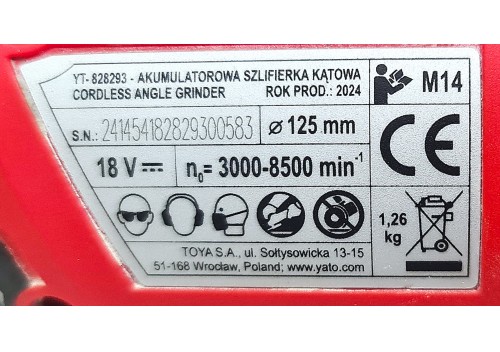 YT- 828293 - AKUMULATOROWA SZLIFIERKA KĄTOWA
CORDLESS ANGLE GRINDER ROK PROD.: 2024
M14
S.N.: 241454182829300583
ø 125 mm
CE
18 V
n0= 3000-8500 min-1
1,26
kg
TOYA S.A., ul. Sołtysowicka 13-15
51-168 Wrocław, Poland; www.yato.com